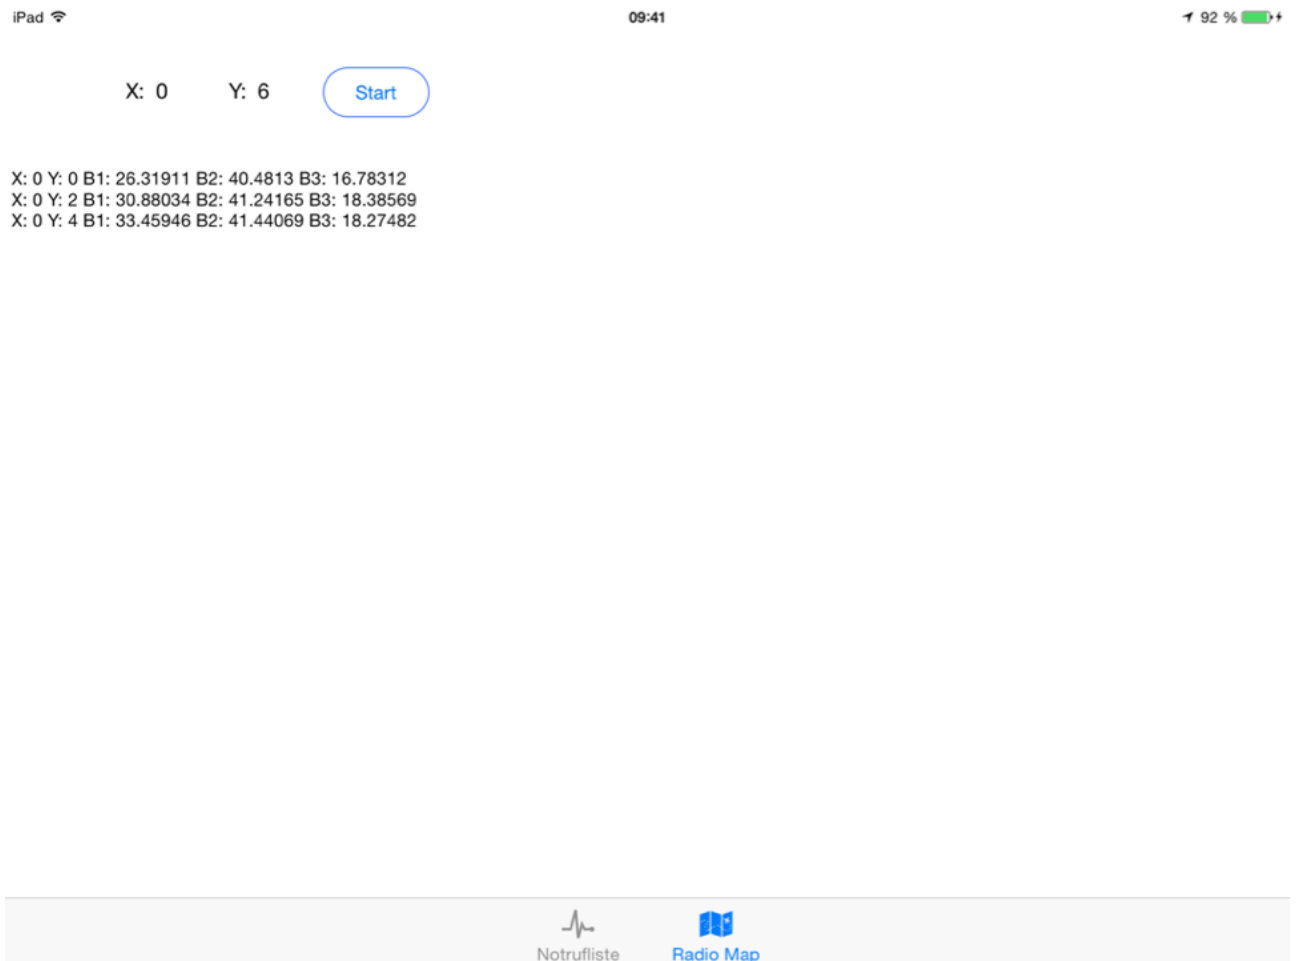 iPad 09:41 92 %
X: 0 Y: 6 Start
X: 0 Y: 0 B1: 26.31911 B2: 40.4813 B3: 16.78312
X: 0 Y: 2 B1: 30.88034 B2: 41.24165 B3: 18.38569
X: 0 Y: 4 B1: 33.45946 B2: 41.44069 B3: 18.27482
Notrufliste Radio Map